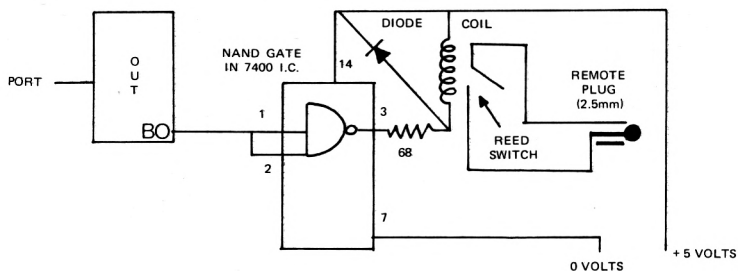 DIODE
COIL
NAND GATE
IN 7400 I.C.
14
PORT
O
U
T
REMOTE
PLUG
(2.5mm)
1
3
BO
REED
SWITCH
68
2
7
+ 5 VOLTS
0 VOLTS